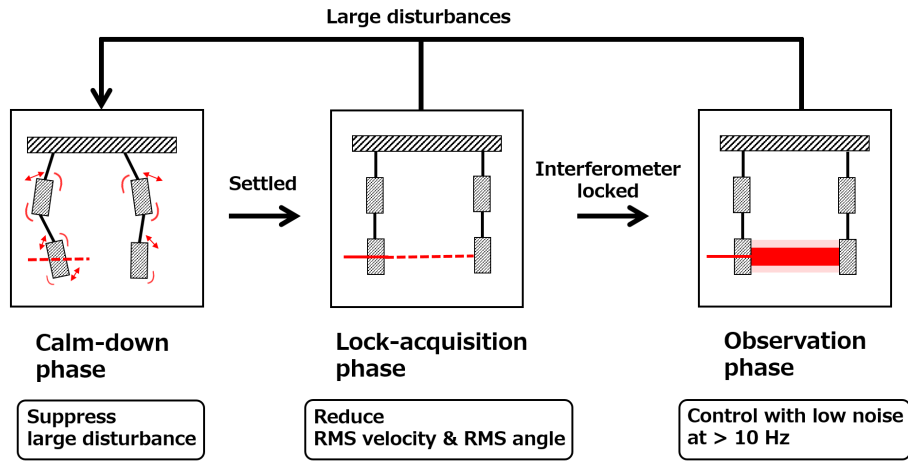 Large disturbances
Settled
Interferometer
locked
Calm-down
phase
Lock-acquisition
phase
Observation
phase
Suppress
large disturbance
Reduce
RMS velocity & RMS angle
Control with low noise
at > 10 Hz